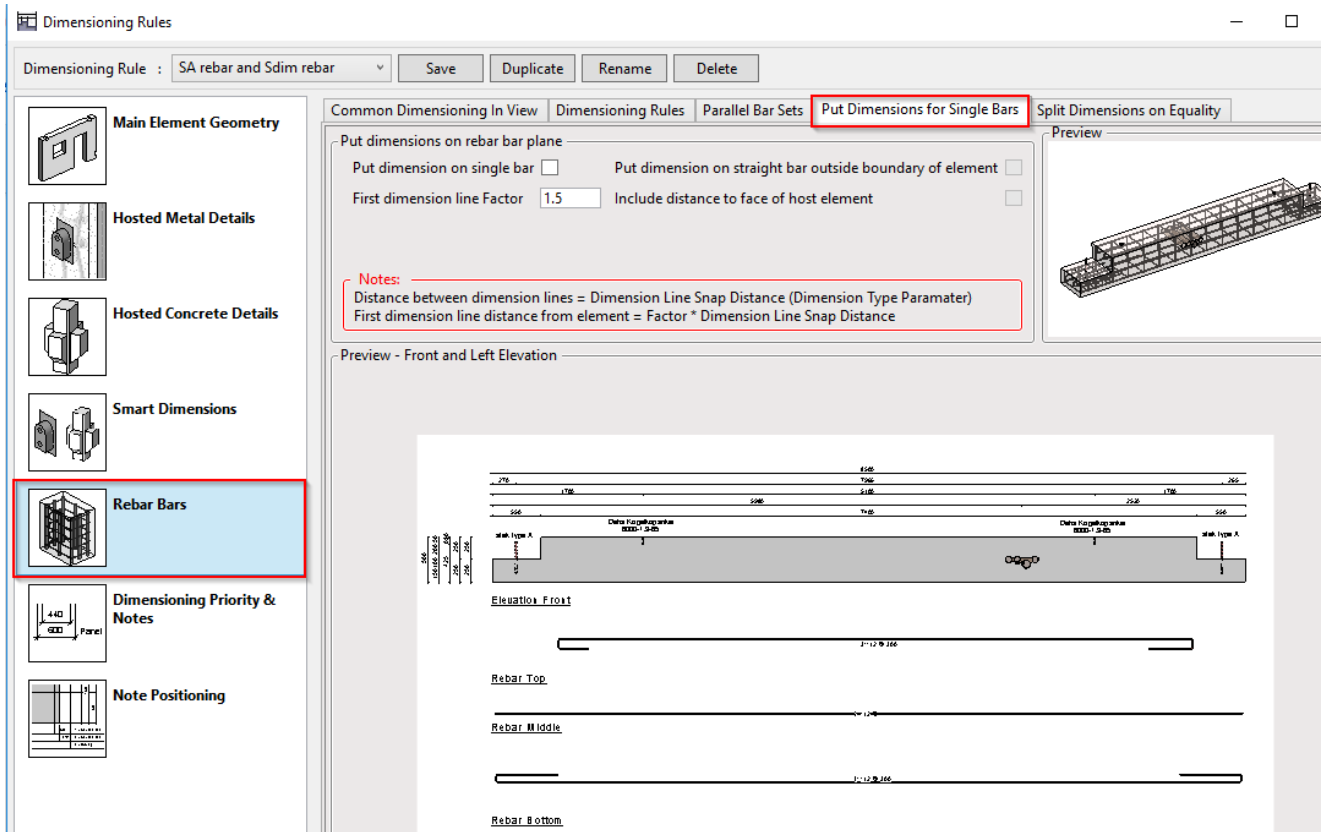 Dimensioning Rules
Dimensioning Rule : SA rebar and Sdim rebar Save Duplicate Rename Delete
Main Element Geometry
Hosted Metal Details
Hosted Concrete Details
Smart Dimensions
Rebar Bars
440
600 Panel
Dimensioning Priority &
Notes
Note Positioning
Common Dimensioning In View Dimensioning Rules Parallel Bar Sets Put Dimensions for Single Bars Split Dimensions on Equality
Put dimensions on rebar bar plane
Put dimension on single bar Put dimension on straight bar outside boundary of element
First dimension line Factor 1.5 Include distance to face of host element
Notes:
Distance between dimension lines = Dimension Line Snap Distance (Dimension Type Paramater)
First dimension line distance from element = Factor * Dimension Line Snap Distance
Preview
Preview - Front and Left Elevation
Elevation Front
Rebar Top
Rebar Middle
Rebar Bottom